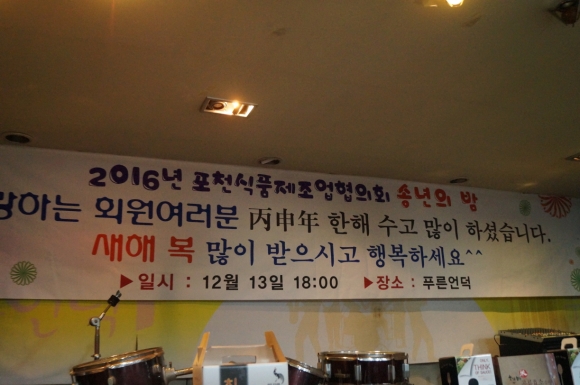 2016년 포천식품제조업협의회 송년의 밤
랑하는 회원여러분 丙申年 한해 수고 많이 하셨습니다.
새해 복 많이 받으시고 행복하세요^^
▶일시 : 12월 13일 18:00 ▶장소 : 푸른언덕